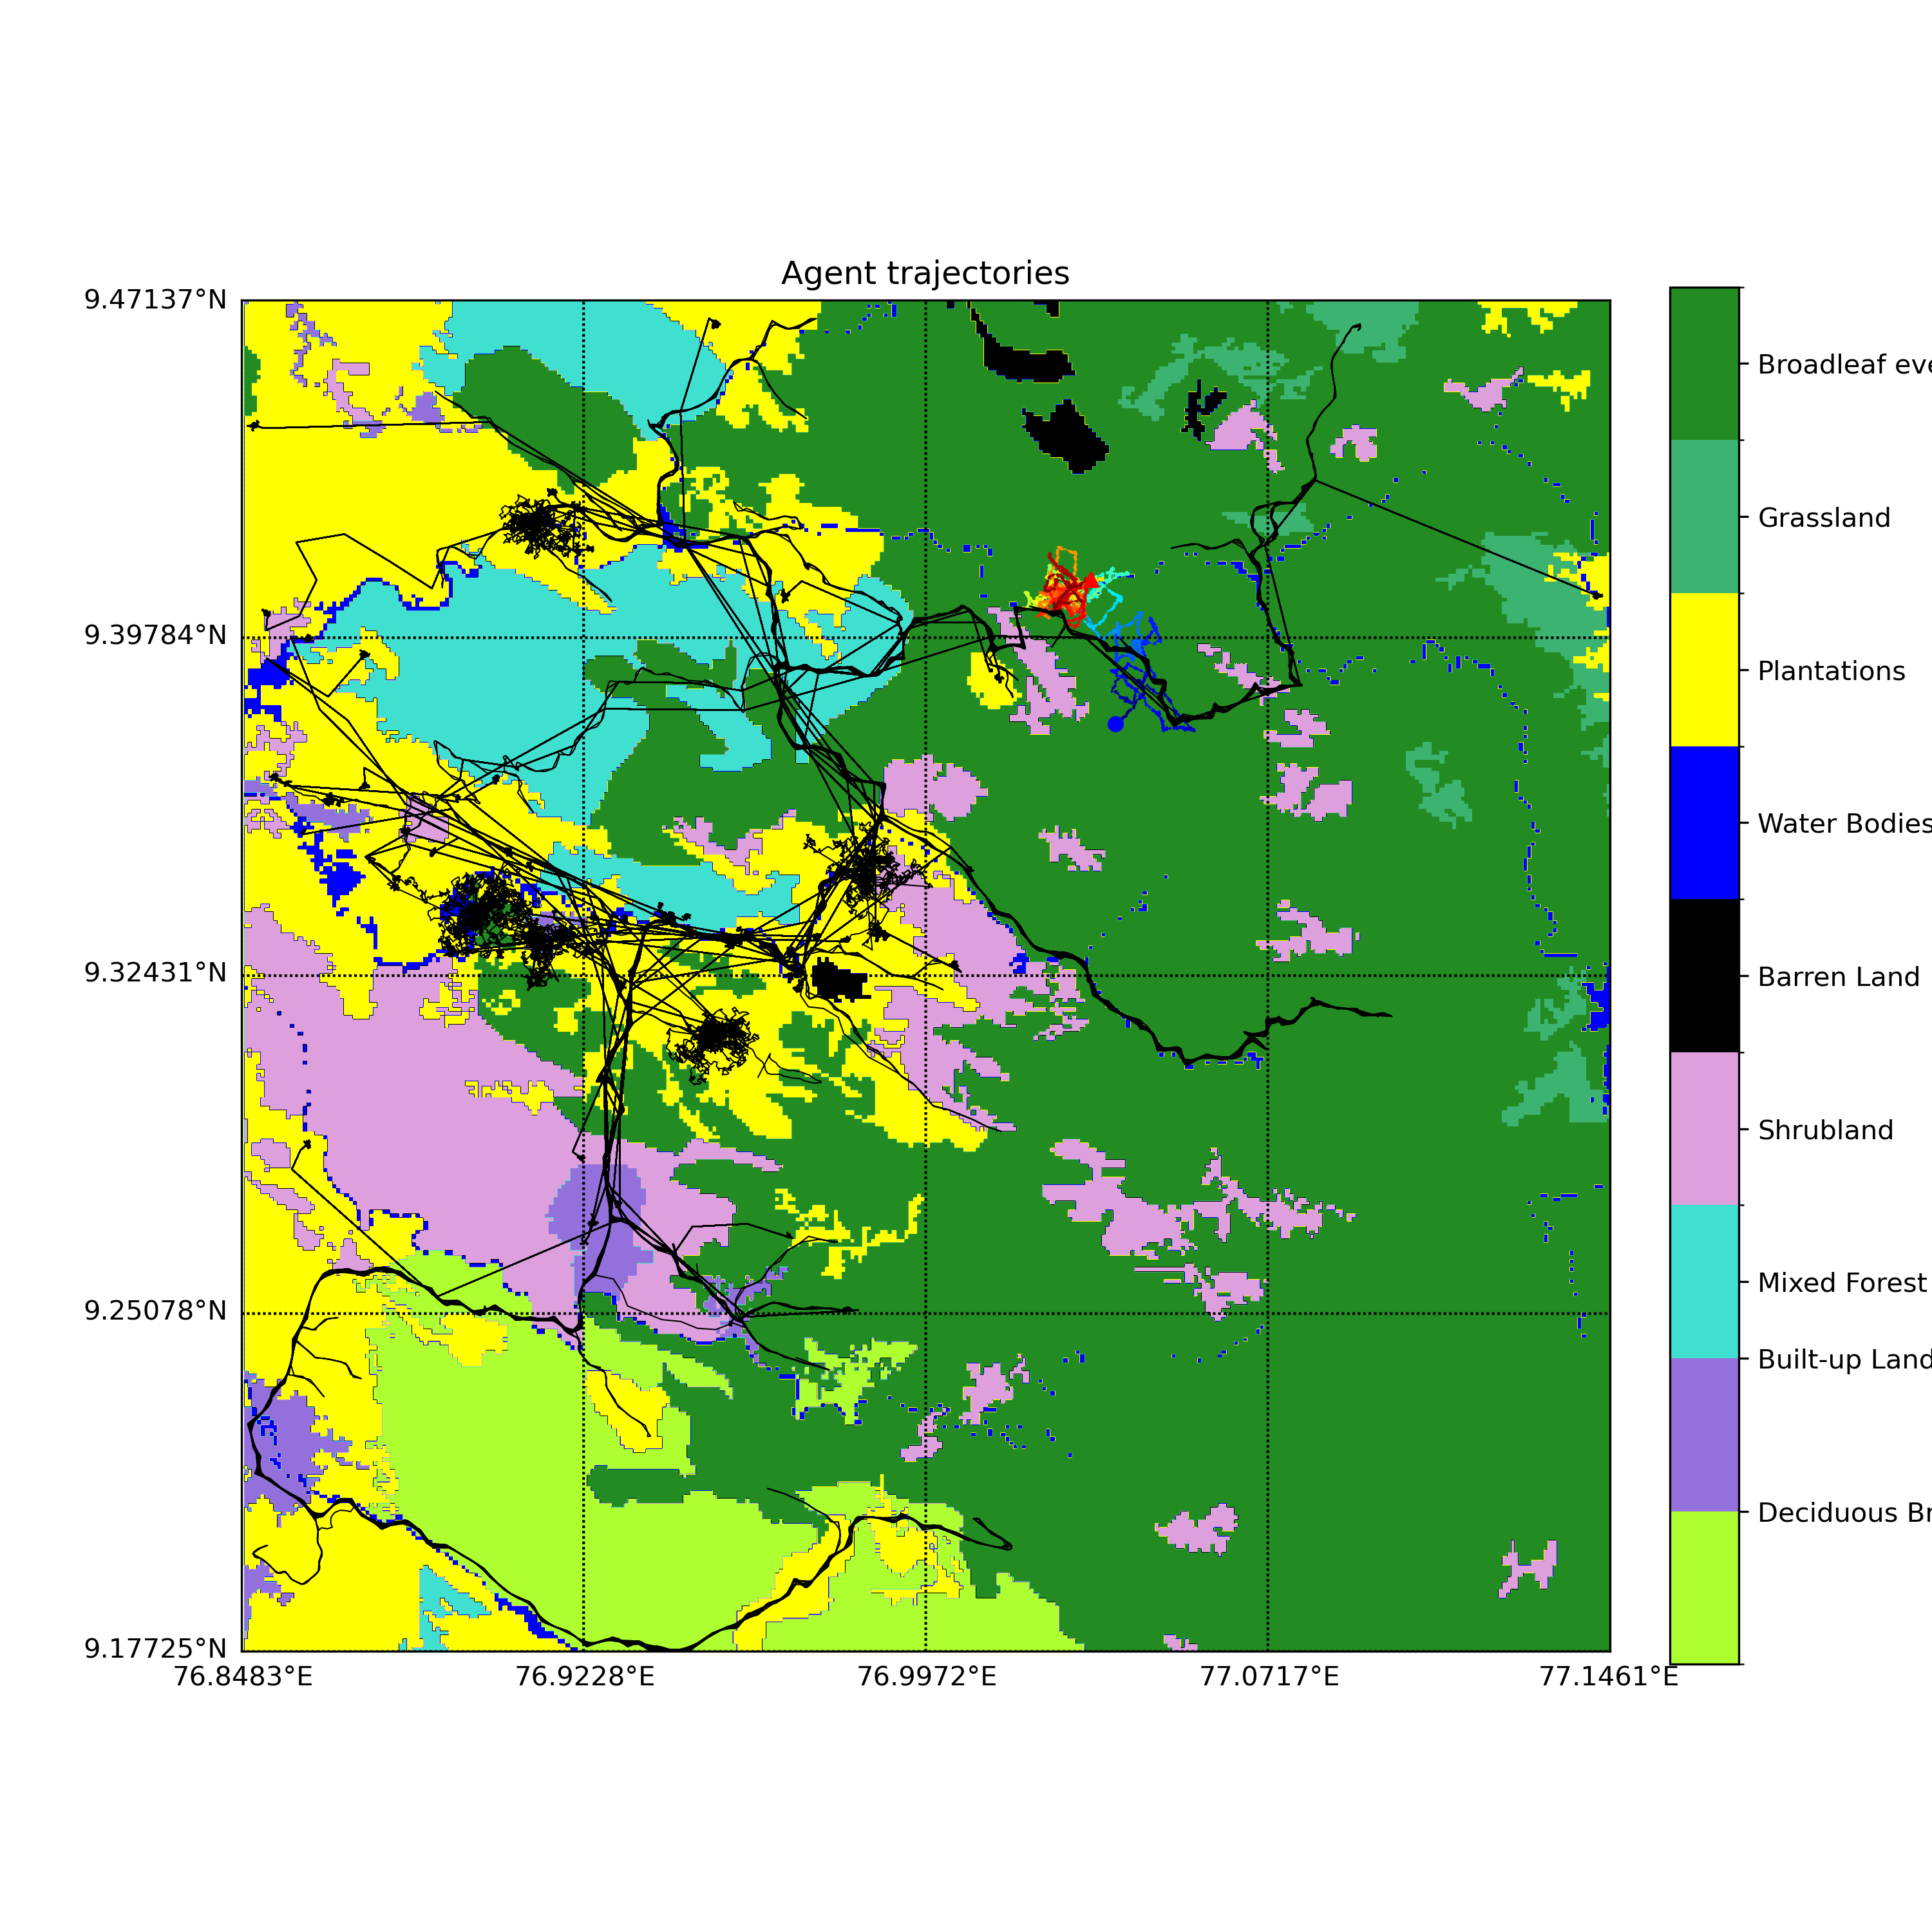 Agent trajectories
9.47137°N
9.39784°N
9.32431°N
9.25078°N
9.17725°N
76.8483°E
76.9228°E
76.9972°E
77.0717°E
77.1461°E
Broadleaf eve
Grassland
Plantations
Water Bodies
Barren Land
Shrubland
Mixed Forest
Built-up Land
Deciduous Br